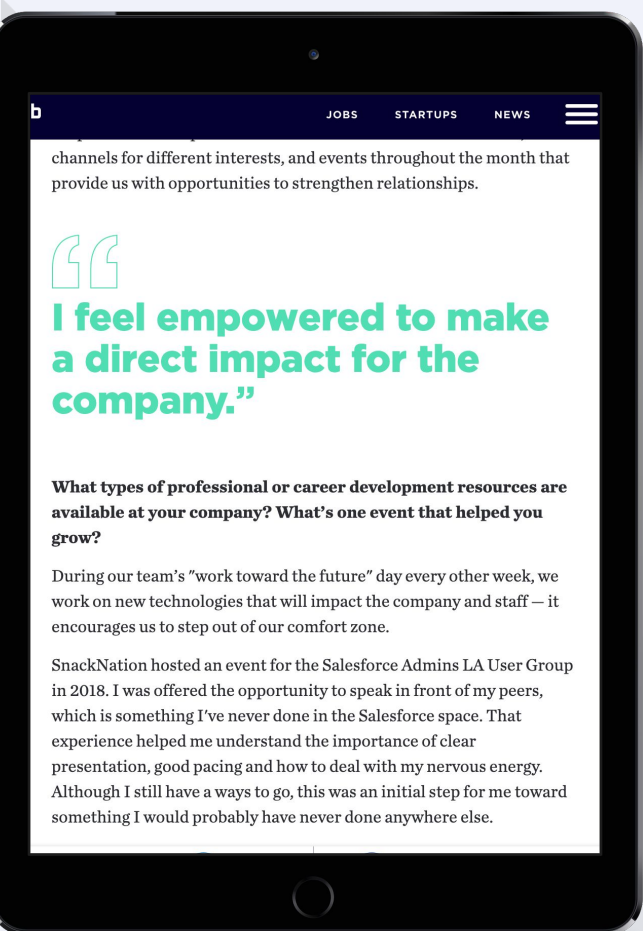 b
JOBS STARTUPS NEWS
channels for different interests, and events throughout the month that
provide us with opportunities to strengthen relationships.
“
I feel empowered to make
a direct impact for the
company.”
What types of professional or career development resources are
available at your company? What’s one event that helped you
grow?
During our team’s "work toward the future" day every other week, we
work on new technologies that will impact the company and staff — it
encourages us to step out of our comfort zone.
SnackNation hosted an event for the Salesforce Admins LA User Group
in 2018. I was offered the opportunity to speak in front of my peers,
which is something I've never done in the Salesforce space. That
experience helped me understand the importance of clear
presentation, good pacing and how to deal with my nervous energy.
Although I still have a ways to go, this was an initial step for me toward
something I would probably have never done anywhere else.